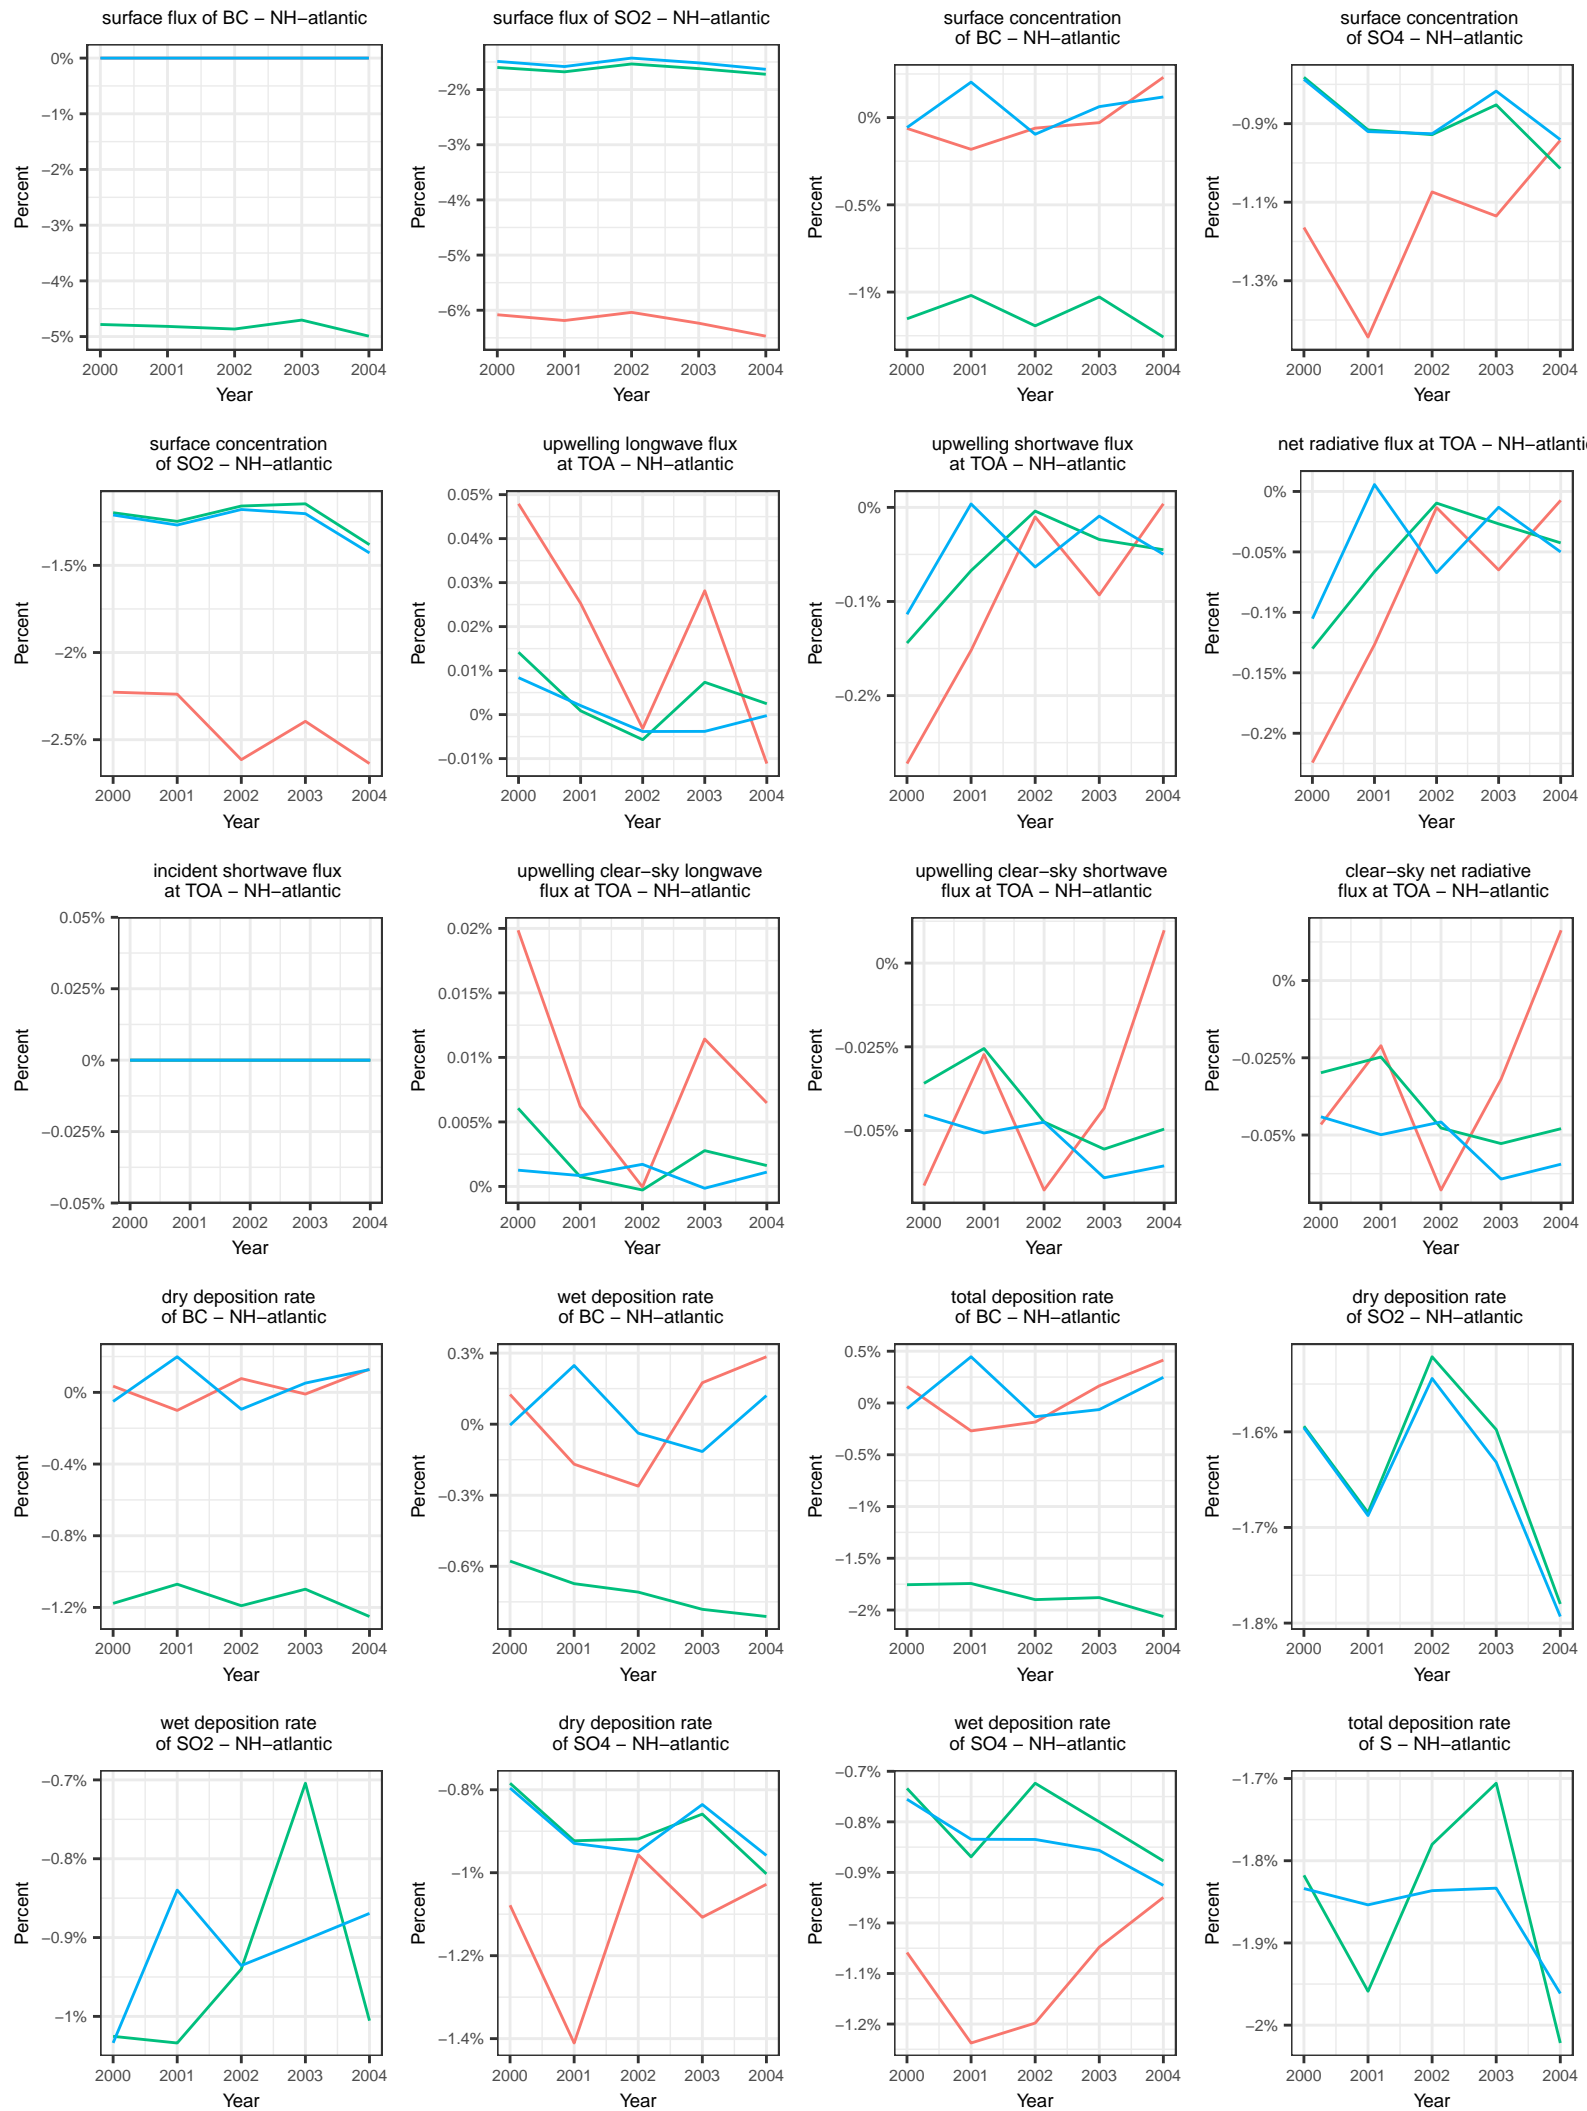 surface flux of BC − NH−atlantic
0%
−1%
−2%
−3%
−4%
−5%
Percent
2000 2001 2002 2003 2004
Year
surface flux of SO2 − NH−atlantic
−2%
−3%
−4%
−5%
−6%
Percent
2000 2001 2002 2003 2004
Year
surface concentration
of BC − NH−atlantic
0%
−0.5%
−1%
Percent
2000 2001 2002 2003 2004
Year
surface concentration
of SO4 − NH−atlantic
−0.9%
−1.1%
−1.3%
Percent
2000 2001 2002 2003 2004
Year
surface concentration
of SO2 − NH−atlantic
−1.5%
−2%
−2.5%
Percent
2000 2001 2002 2003 2004
Year
upwelling longwave flux
at TOA − NH−atlantic
0.05%
0.04%
0.03%
0.02%
0.01%
0%
−0.01%
Percent
2000 2001 2002 2003 2004
Year
upwelling shortwave flux
at TOA − NH−atlantic
0%
−0.1%
−0.2%
Percent
2000 2001 2002 2003 2004
Year
net radiative flux at TOA − NH−atlanti
0%
−0.05%
−0.1%
−0.15%
−0.2%
Percent
2000 2001 2002 2003 2004
Year
incident shortwave flux
at TOA − NH−atlantic
0.05%
0.025%
0%
−0.025%
−0.05%
Percent
2000 2001 2002 2003 2004
Year
upwelling clear−sky longwave
flux at TOA − NH−atlantic
0.02%
0.015%
0.01%
0.005%
0%
Percent
2000 2001 2002 2003 2004
Year
upwelling clear−sky shortwave
flux at TOA − NH−atlantic
0%
−0.025%
−0.05%
Percent
2000 2001 2002 2003 2004
Year
clear−sky net radiative
flux at TOA − NH−atlantic
0%
−0.025%
−0.05%
Percent
2000 2001 2002 2003 2004
Year
dry deposition rate
of BC − NH−atlantic
0%
−0.4%
−0.8%
−1.2%
Percent
2000 2001 2002 2003 2004
Year
wet deposition rate
of BC − NH−atlantic
0.3%
0%
−0.3%
−0.6%
Percent
2000 2001 2002 2003 2004
Year
total deposition rate
of BC − NH−atlantic
0.5%
0%
−0.5%
−1%
−1.5%
−2%
Percent
2000 2001 2002 2003 2004
Year
dry deposition rate
of SO2 − NH−atlantic
−1.6%
−1.7%
−1.8%
Percent
2000 2001 2002 2003 2004
Year
wet deposition rate
of SO2 − NH−atlantic
−0.7%
−0.8%
−0.9%
−1%
Percent
2000 2001 2002 2003 2004
Year
dry deposition rate
of SO4 − NH−atlantic
−0.8%
−1%
−1.2%
−1.4%
Percent
2000 2001 2002 2003 2004
Year
wet deposition rate
of SO4 − NH−atlantic
−0.7%
−0.8%
−0.9%
−1%
−1.1%
−1.2%
Percent
2000 2001 2002 2003 2004
Year
total deposition rate
of S − NH−atlantic
−1.7%
−1.8%
−1.9%
−2%
Percent
2000 2001 2002 2003 2004
Year